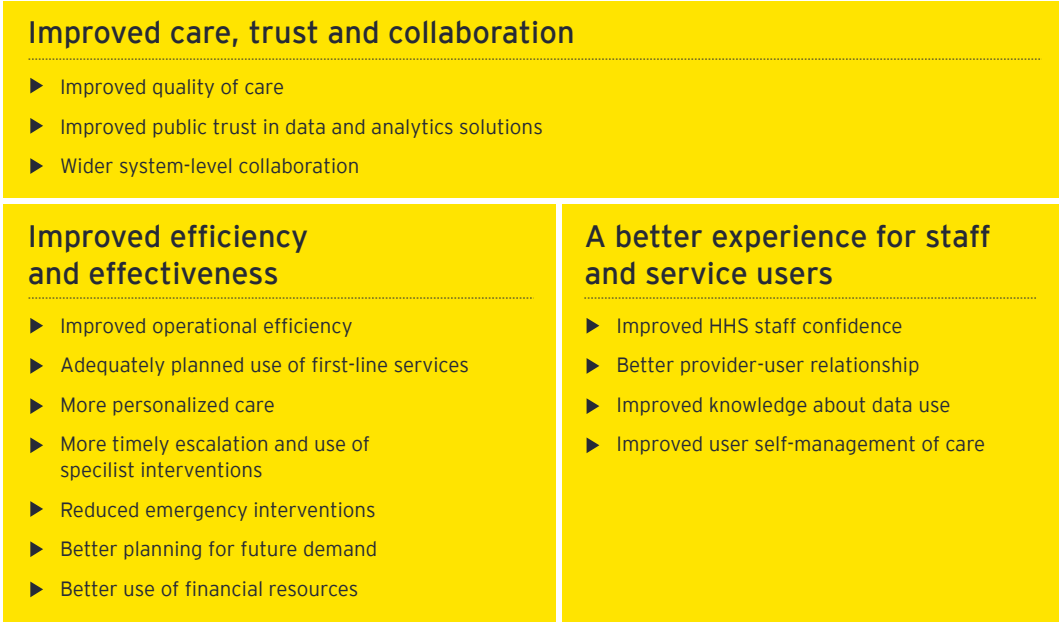 Improved care, trust and collaboration
▶ Improved quality of care
▶ Improved public trust in data and analytics solutions
▶ Wider system-level collaboration
Improved efficiency
and effectiveness
▶ Improved operational efficiency
▶ Adequately planned use of first-line services
▶ More personalized care
▶ More timely escalation and use of
specilist interventions
▶ Reduced emergency interventions
▶ Better planning for future demand
▶ Better use of financial resources
A better experience for staff
and service users
▶ Improved HHS staff confidence
▶ Better provider-user relationship
▶ Improved knowledge about data use
▶ Improved user self-management of care